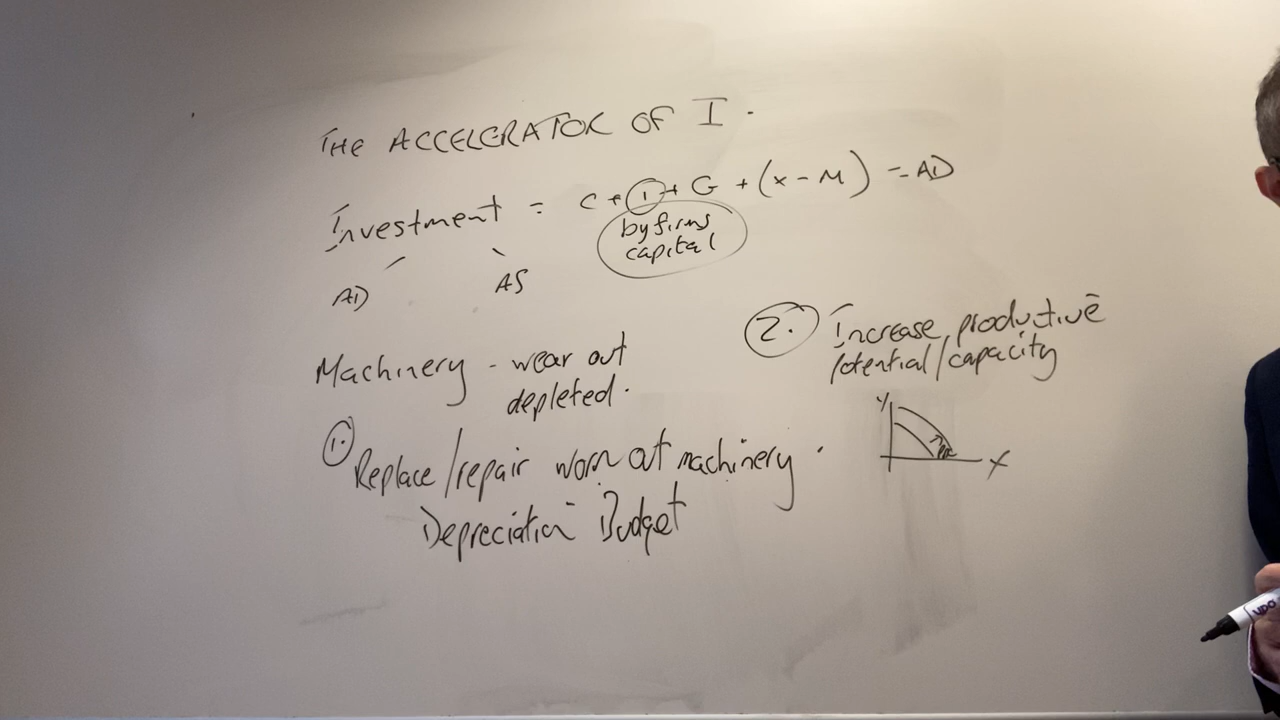 THE ACCELERATOR OF I.
Investment = C + I + G + (x - M) = AD
by firms
capital
AD AS
Machinery - wear out
depleted.
1. Replace/repair worn out machinery.
Depreciation Budget
2. Increase productive
potential/capacity
Y
X